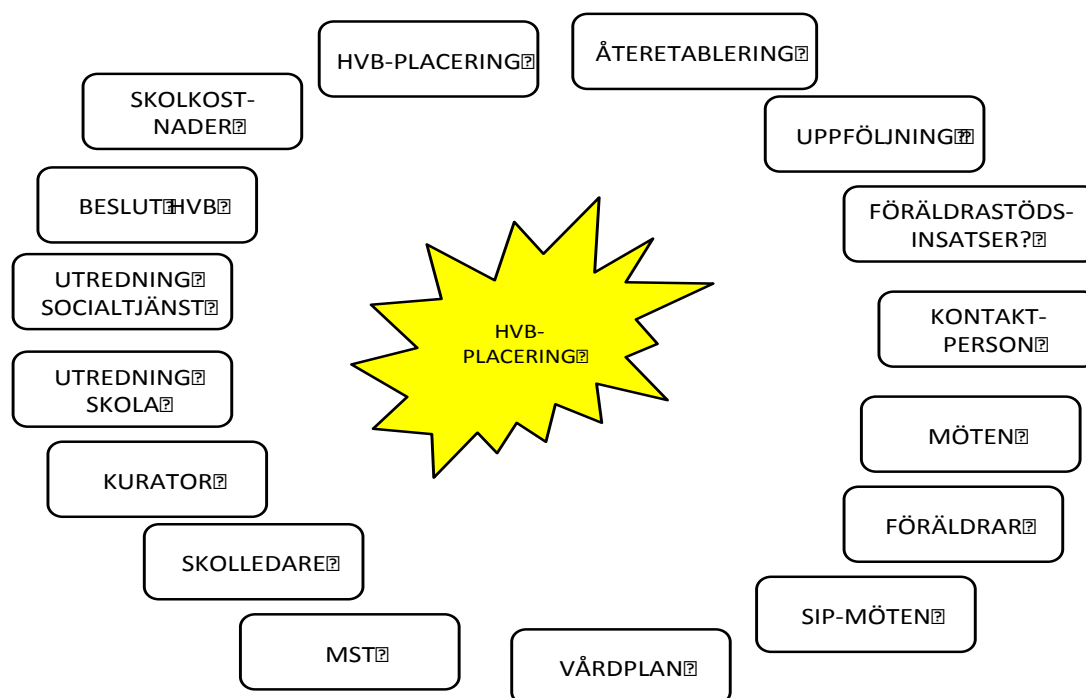 HVB-PLACERING⍰
ÅTERETABLERING⍰
SKOLKOST-
NADER⍰
UPPFÖLJNING⍰⍰
BESLUT⍰HVB⍰
FÖRÄLDRASTÖDS-
INSATSER?⍰
UTREDNING⍰
SOCIALTJÄNST⍰
KONTAKT-
PERSON⍰
HVB-
PLACERING⍰
UTREDNING⍰
SKOLA⍰
MÖTEN⍰
KURATOR⍰
FÖRÄLDRAR⍰
SKOLLEDARE⍰
SIP-MÖTEN⍰
MST⍰
VÅRDPLAN⍰